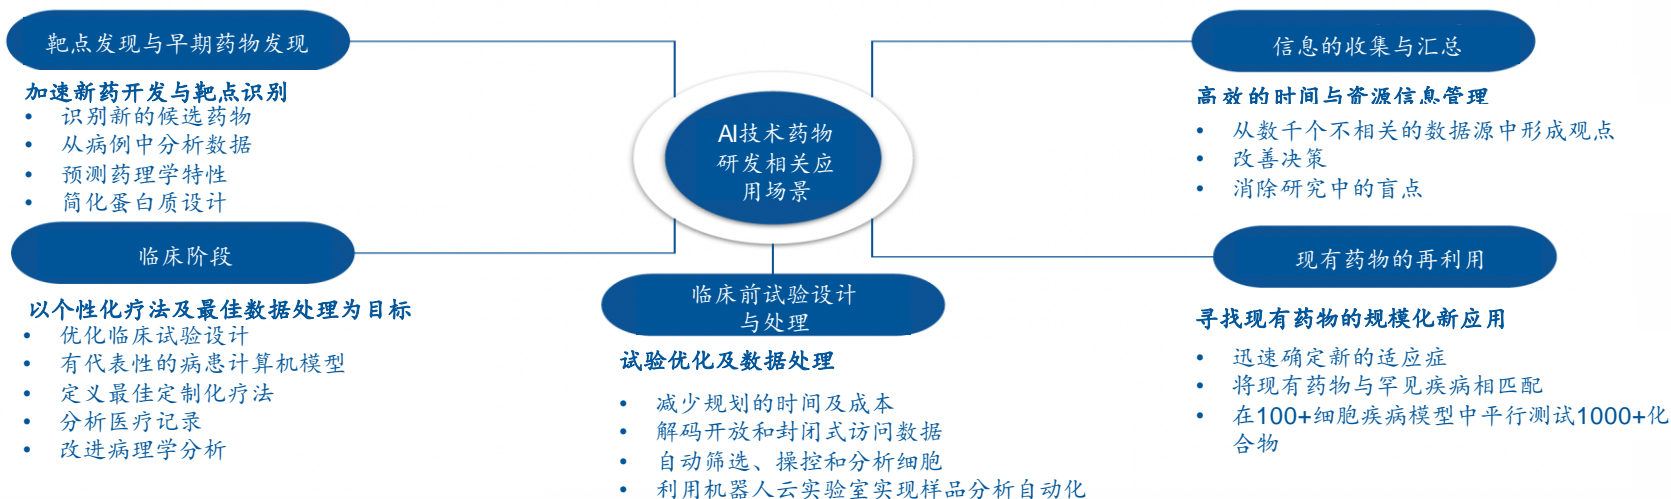 靶点发现与早期药物发现
加速新药开发与靶点识别
• 识别新的候选药物
• 从病例中分析数据
• 预测药理学特性
• 简化蛋白质设计
临床阶段
以个性化疗法及最佳数据处理为目标
• 优化临床试验设计
• 有代表性的病患计算机模型
• 定义最佳定制化疗法
• 分析医疗记录
• 改进病理学分析
AI技术药物
研发相关应
用场景
临床前试验设计
与处理
试验优化及数据处理
• 减少规划的时间及成本
• 解码开放和封闭式访问数据
• 自动筛选、操控和分析细胞
• 利用机器人云实验室实现样品分析自动化
信息的收集与汇总
高效的时间与资源信息管理
• 从数千个不相关的数据源中形成观点
• 改善决策
• 消除研究中的盲点
现有药物的再利用
寻找现有药物的规模化新应用
• 迅速确定新的适应症
• 将现有药物与罕见疾病相匹配
• 在100+细胞疾病模型中平行测试1000+化
合物